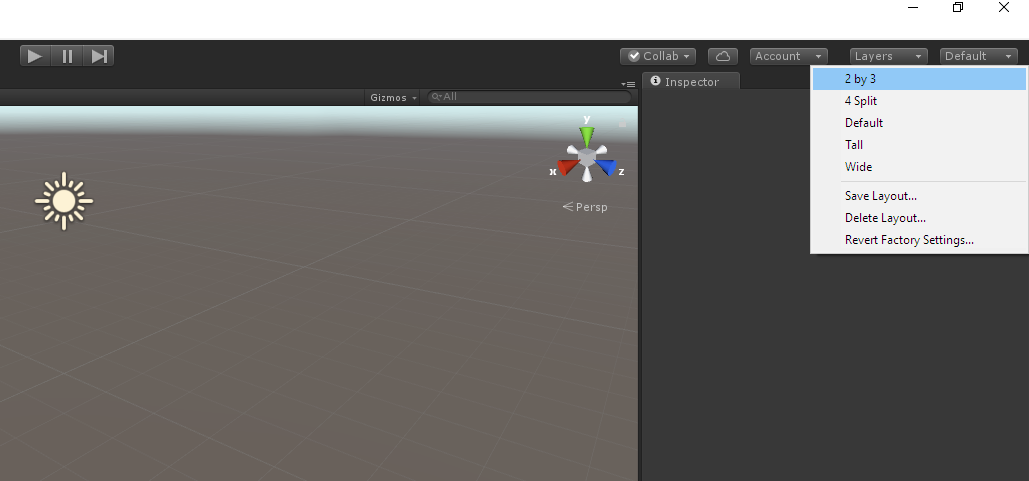 Collab
Account
Layers
Default
Inspector
Gizmos
All
y
x
z
Persp
2 by 3
4 Split
Default
Tall
Wide
Save Layout...
Delete Layout...
Revert Factory Settings...